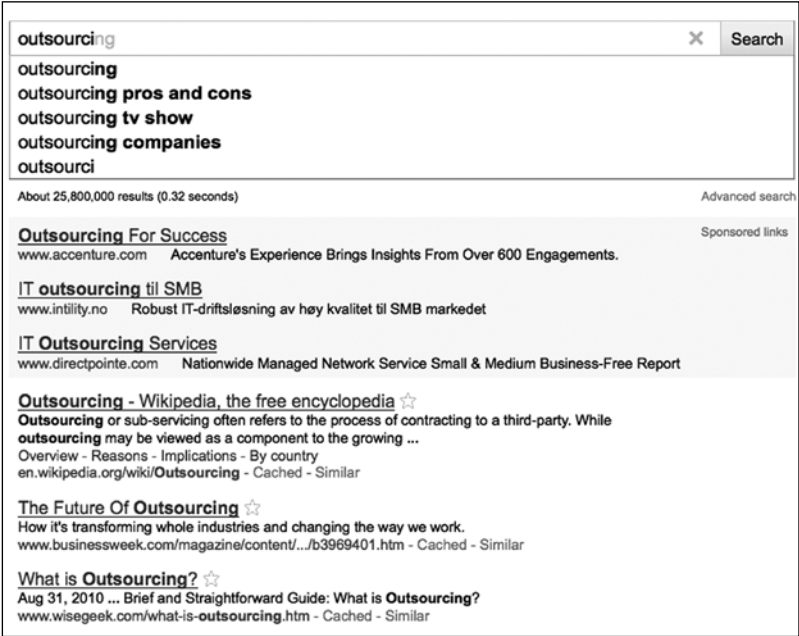 outsourcing × Search
outsourcing
outsourcing pros and cons
outsourcing tv show
outsourcing companies
outsourci
About 25,800,000 results (0.32 seconds) Advanced search
Outsourcing For Success Sponsored links
www.accenture.com Accenture's Experience Brings Insights From Over 600 Engagements.
IT outsourcing til SMB
www.intility.no Robust IT-driftsløsning av høy kvalitet til SMB markedet
IT Outsourcing Services
www.directpointe.com Nationwide Managed Network Service Small & Medium Business-Free Report
Outsourcing - Wikipedia, the free encyclopedia
Outsourcing or sub-servicing often refers to the process of contracting to a third-party. While
outsourcing may be viewed as a component to the growing ...
Overview - Reasons - Implications - By country
en.wikipedia.org/wiki/Outsourcing - Cached - Similar
The Future Of Outsourcing
How it's transforming whole industries and changing the way we work.
www.businessweek.com/magazine/content/.../b3969401.htm - Cached - Similar
What is Outsourcing?
Aug 31, 2010 ... Brief and Straightforward Guide: What is Outsourcing?
www.wisegeek.com/what-is-outsourcing.htm - Cached - Similar